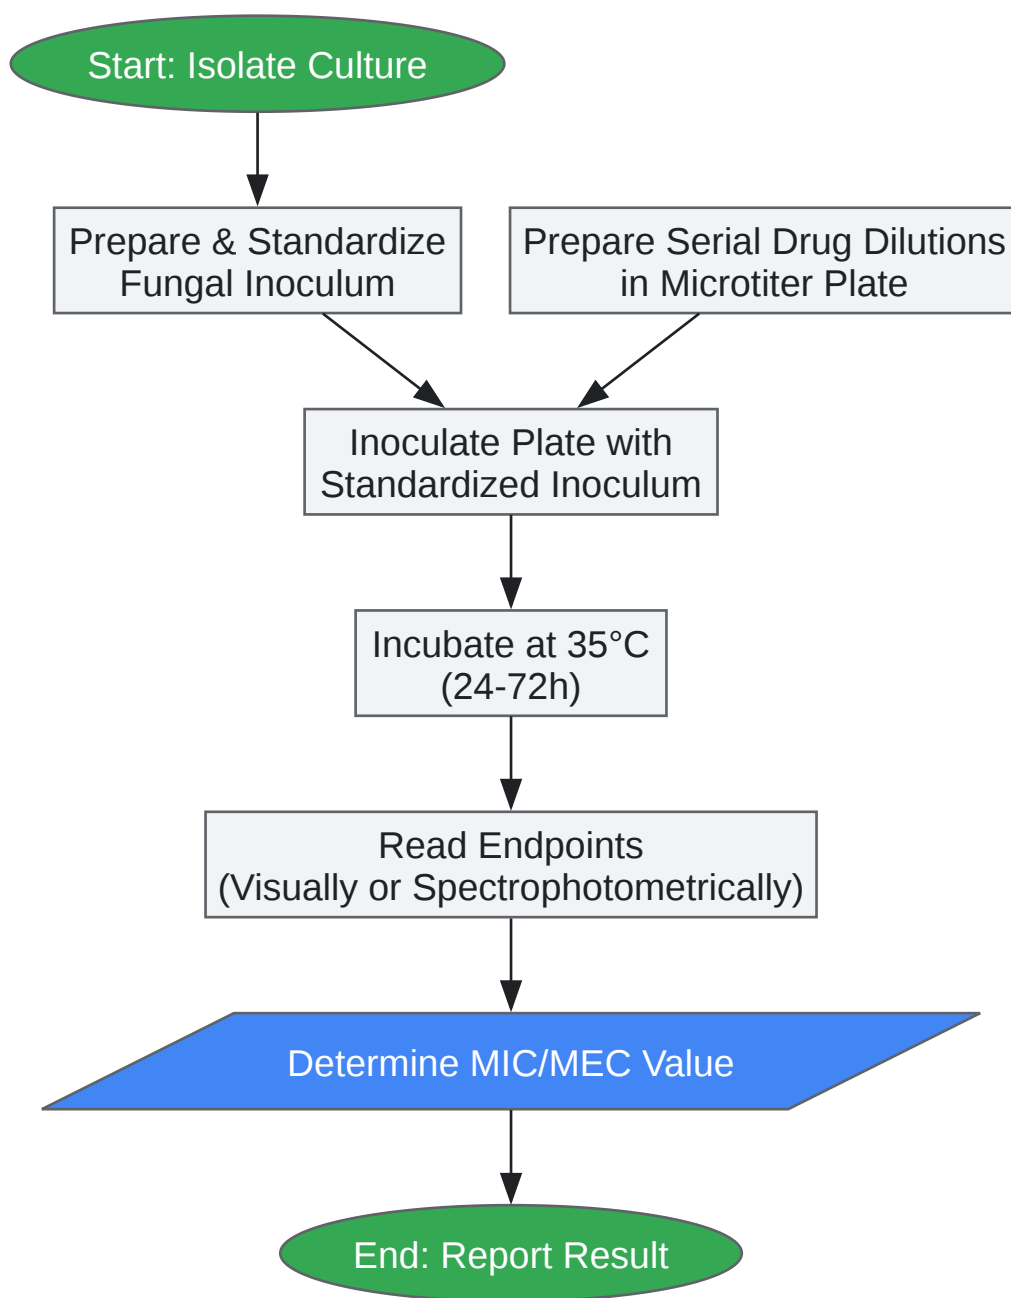 Start: Isolate Culture
Prepare & Standardize
Fungal Inoculum
Prepare Serial Drug Dilutions
in Microtiter Plate
Inoculate Plate with
Standardized Inoculum
Incubate at 35°C
(24-72h)
Read Endpoints
(Visually or Spectrophotometrically)
Determine MIC/MEC Value
End: Report Result